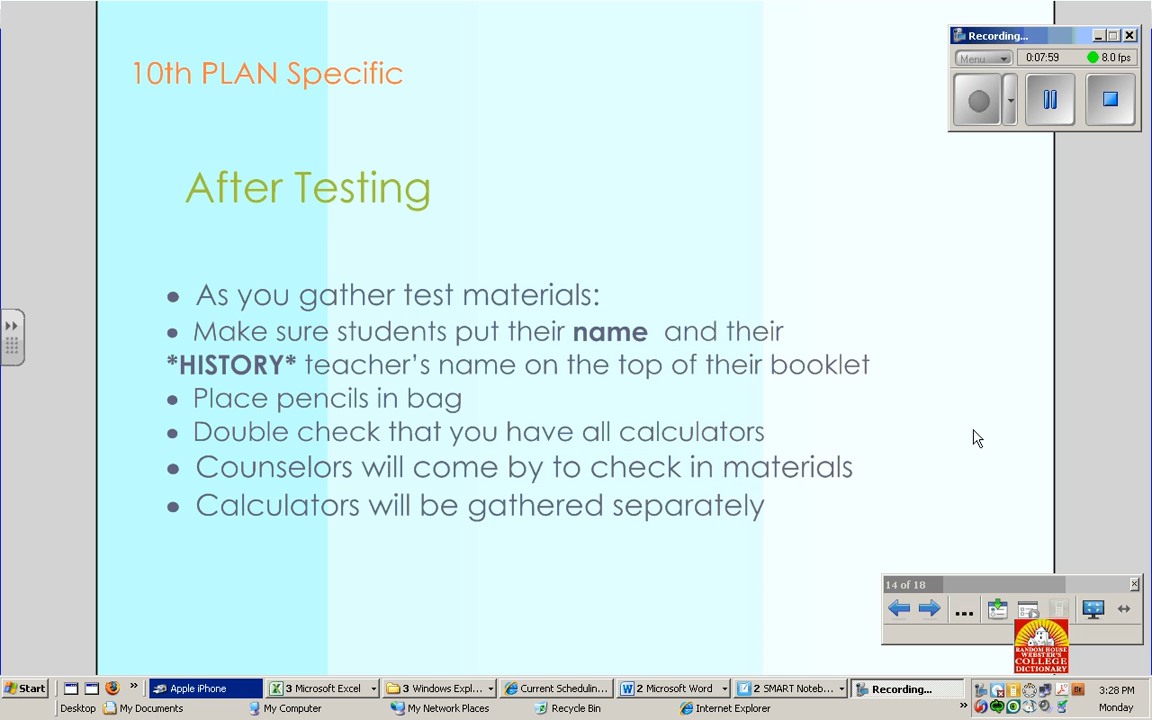 10th PLAN Specific
After Testing
• As you gather test materials:
• Make sure students put their name and their
*HISTORY* teacher's name on the top of their booklet
• Place pencils in bag
• Double check that you have all calculators
• Counselors will come by to check in materials
• Calculators will be gathered separately
Recording...
Menu
0:07:59
8.0 fps
14 of 18
...
RANDOM HOUSE
WEBSTER'S
COLLEGE
DICTIONARY
Start
Apple iPhone
3 Microsoft Excel
3 Windows Expl...
Current Schedulin...
2 Microsoft Word
2 SMART Noteb...
Recording...
3:28 PM
Desktop
My Documents
My Computer
My Network Places
Recycle Bin
Internet Explorer
Monday